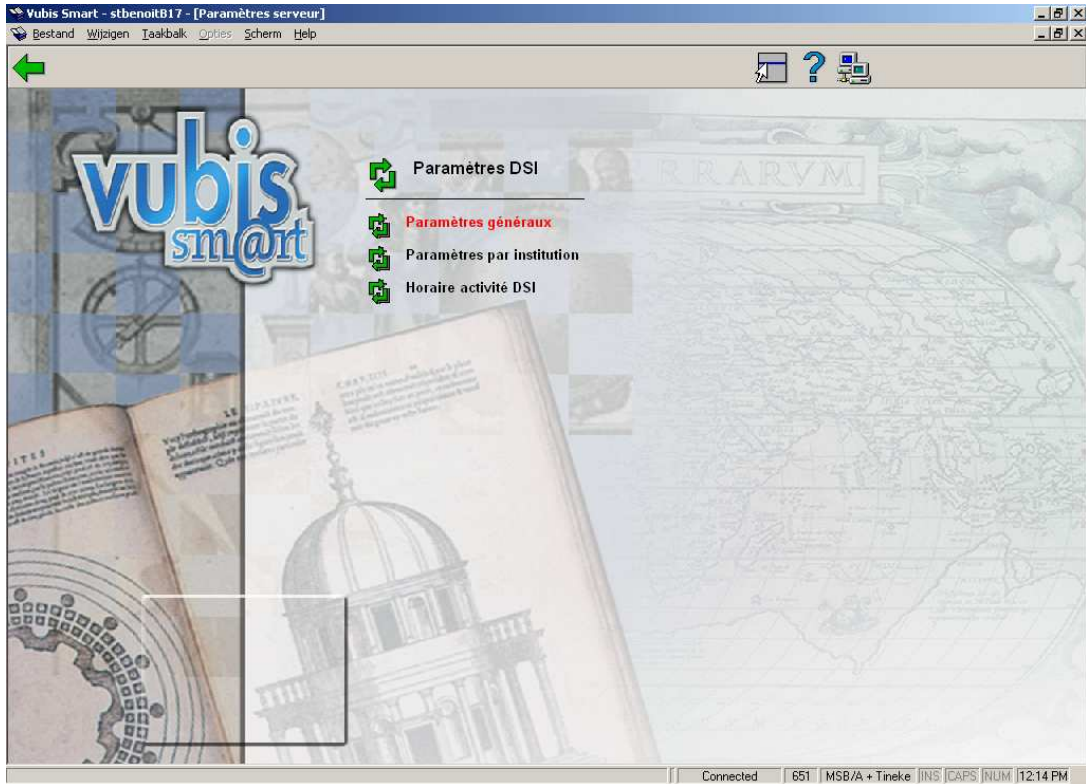 Vubis Smart - stbenoitB17 - [Paramètres serveur]
Bestand Wijzigen Taakbalk Opties Scherm Help
vubis
sm@rt
TERRARVM
Paramètres DSI
Paramètres généraux
Paramètres par institution
Horaire activité DSI
Connected 651 MSB/A + Tineke INS CAPS NUM 12:14 PM